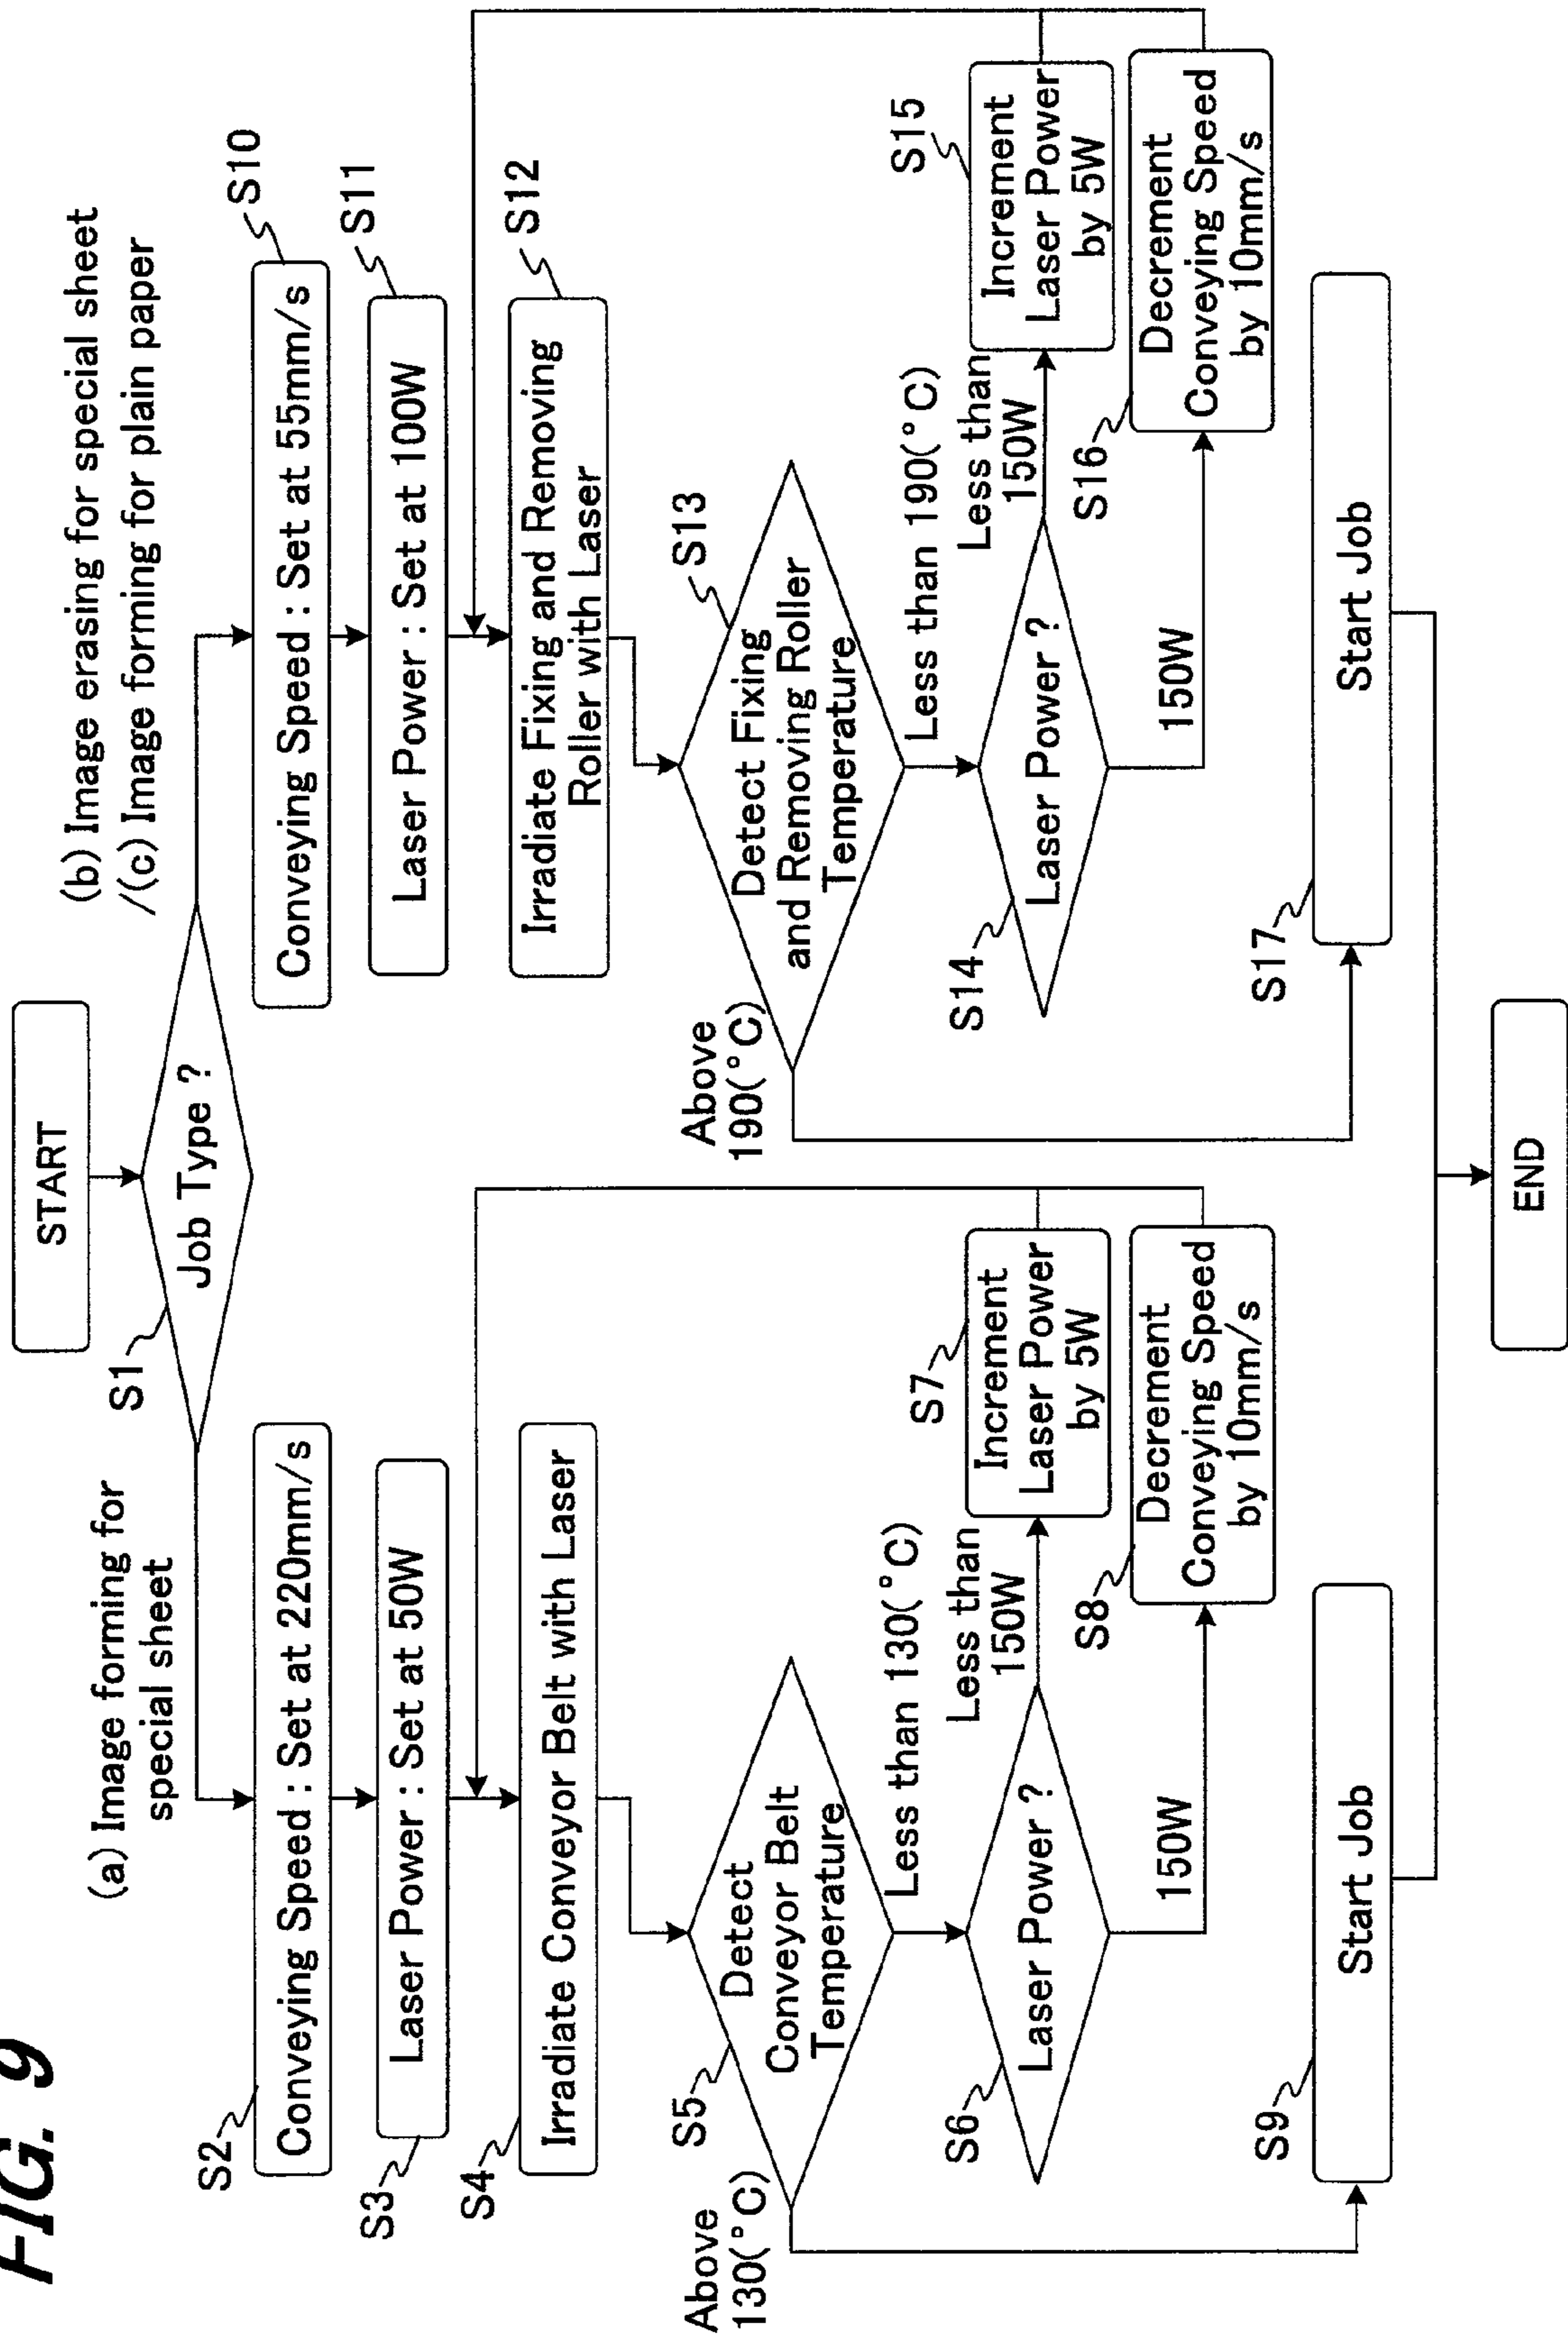 FIG. 9
START
S1
Job Type ?
(a) Image forming for
special sheet
S2
Conveying Speed : Set at 220mm/s
S3
Laser Power : Set at 50W
S4
Irradiate Conveyor Belt with Laser
S5
Detect
Conveyor Belt
Temperature
Above
130(°C)
Less than 130(°C)
S6
Laser Power ?
Less than
150W
S7
Increment
Laser Power
by 5W
150W
S8
Decrement
Conveying Speed
by 10mm/s
S9
Start Job
(b) Image erasing for special sheet
/(c) Image forming for plain paper
S10
Conveying Speed : Set at 55mm/s
S11
Laser Power : Set at 100W
S12
Irradiate Fixing and Removing
Roller with Laser
S13
Detect Fixing
and Removing Roller
Temperature
Above
190(°C)
Less than 190(°C)
S14
Laser Power ?
Less than
150W
S15
Increment
Laser Power
by 5W
150W
S16
Decrement
Conveying Speed
by 10mm/s
S17
Start Job
END